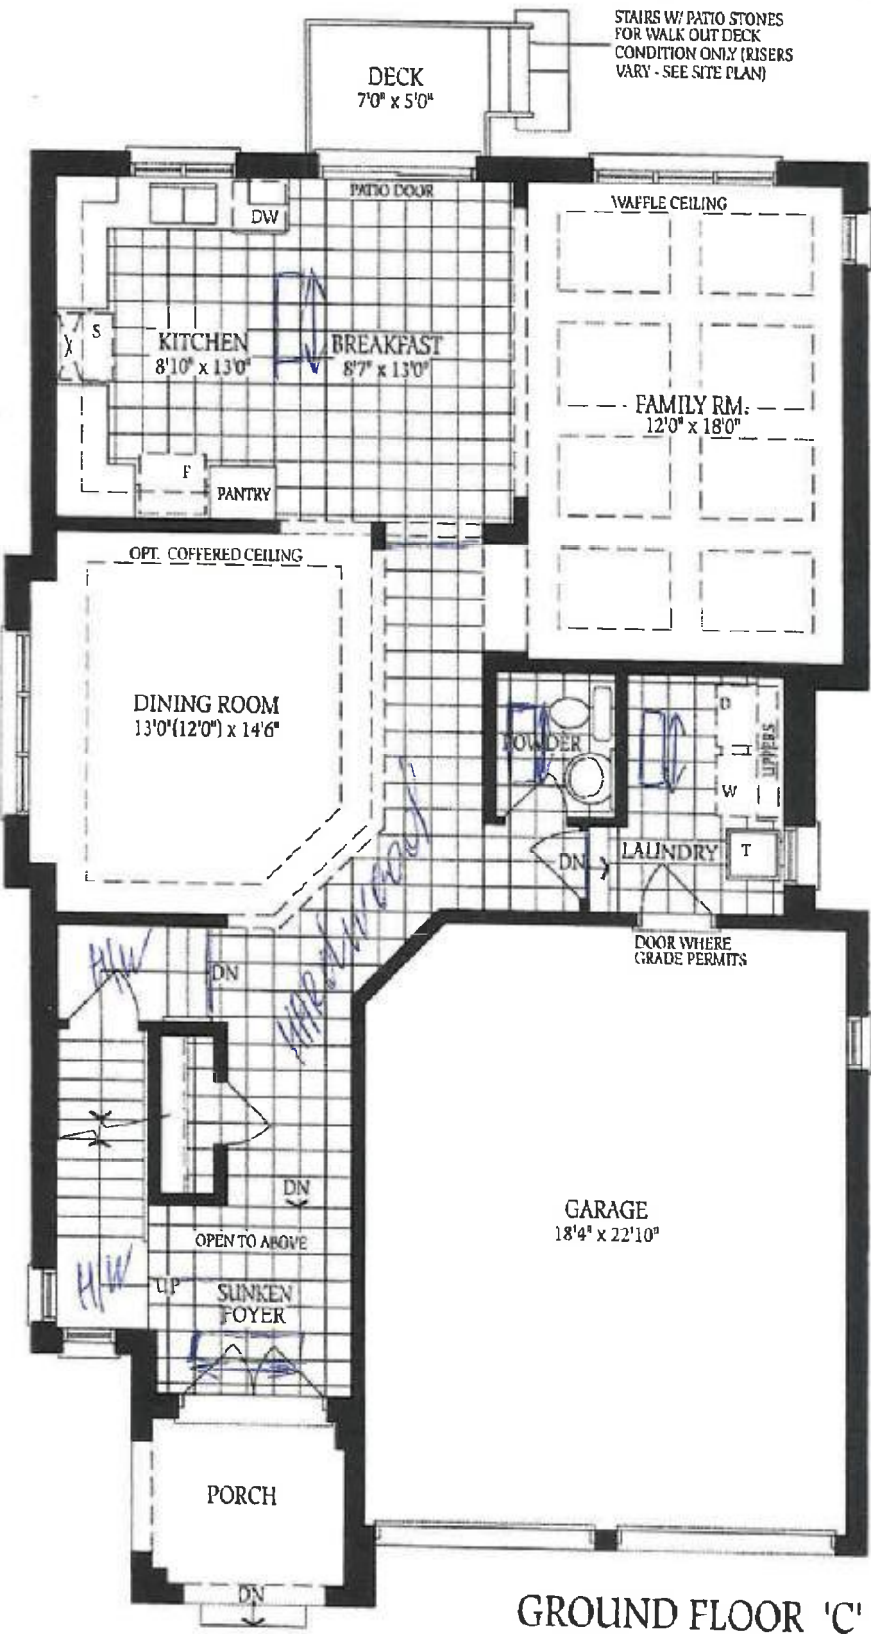 STAIRS W/ PATIO STONES
FOR WALK OUT DECK
CONDITION ONLY (RISERS
VARY - SEE SITE PLAN)
DECK
7'0" x 5'0"
PATIO DOOR
WAFFLE CEILING
DW
S
KITCHEN
8'10" x 13'0"
BREAKFAST
8'7" x 13'0"
FAMILY RM.
12'0" x 18'0"
F
PANTRY
OPT. COFFERED CEILING
DINING ROOM
13'0"(12'0") x 14'6"
POWDER
D
UPPERS
W
DN
LAUNDRY
T
HARDWOOD
H/W
DN
DOOR WHERE
GRADE PERMITS
DN
OPEN TO ABOVE
H/W
UP
SUNKEN
FOYER
GARAGE
18'4" x 22'10"
PORCH
DN
GROUND FLOOR 'C'